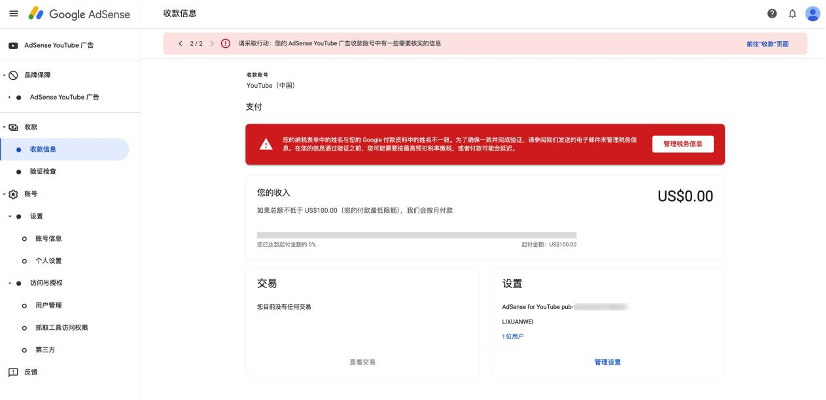 Google AdSense
收款信息
AdSense YouTube 广告
2 / 2
请采取行动：您的 AdSense YouTube 广告收款账号中有一些需要核实的信息
前往“收款”页面
品牌保障
AdSense YouTube 广告
收款
收款信息
验证检查
账号
设置
账号信息
个人设置
访问与授权
用户管理
抓取工具访问权限
第三方
反馈
收款账号
YouTube（中国）
支付
您的纳税表单中的姓名与您的 Google 付款资料中的姓名不一致。为了确保一致并完成验证，请参阅我们发送的电子邮件来管理税务信
息。在您的信息通过验证之前，您可能需要按最高预扣税率缴税，或者付款可能会延迟。
管理税务信息
您的收入
US$0.00
如果总额不低于 US$100.00（您的付款最低限额），我们会按月付款
您已达到起付金额的 0%
起付金额：US$100.00
交易
您目前没有任何交易
查看交易
设置
AdSense for YouTube pub-
LIXUANWEI
1 位用户
管理设置